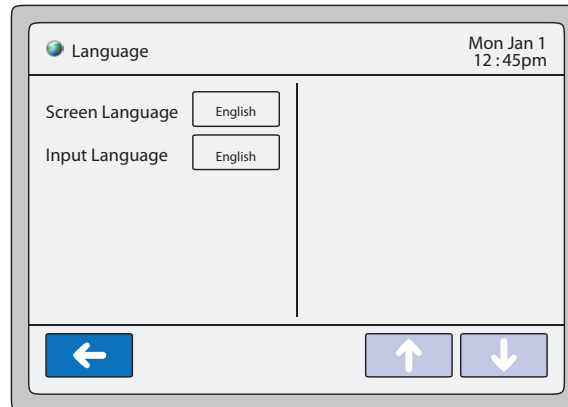 Language
Mon Jan 1
12 : 45pm
Screen Language
English
Input Language
English